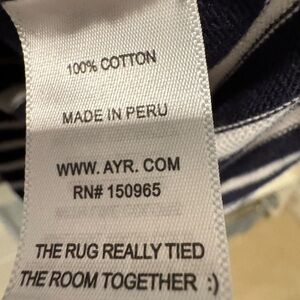 100% COTTON
MADE IN PERU
WWW. AYR. COM
RN# 150965
THE RUG REALLY TIED
THE ROOM TOGETHER :)